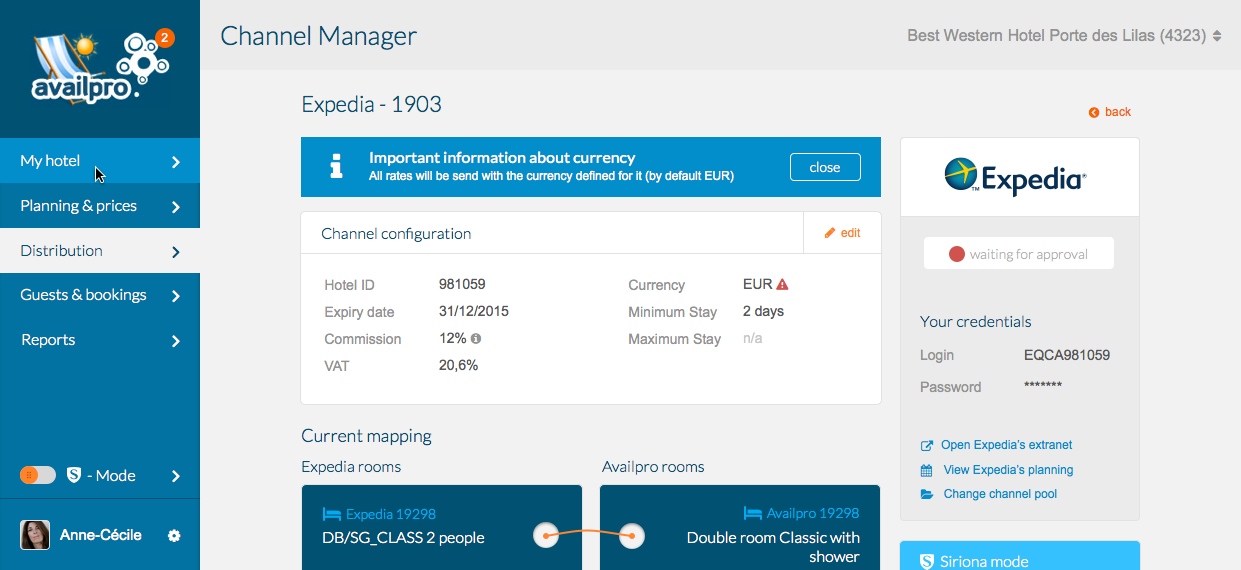 2
availpro
Channel Manager
Best Western Hotel Porte des Lilas (4323)
My hotel
Planning & prices
Distribution
Guests & bookings
Reports
S - Mode
Anne-Cécile
Expedia - 1903
back
Important information about currency
All rates will be send with the currency defined for it (by default EUR)
close
Channel configuration
edit
Hotel ID
981059
Currency
EUR
Expiry date
31/12/2015
Minimum Stay
2 days
Commission
12%
Maximum Stay
n/a
VAT
20,6%
Current mapping
Expedia rooms
Availpro rooms
Expedia 19298
DB/SG_CLASS 2 people
Availpro 19298
Double room Classic with
shower
™Expedia®
waiting for approval
Your credentials
Login
EQCA981059
Password
*******
Open Expedia's extranet
View Expedia's planning
Change channel pool
S Siriona mode